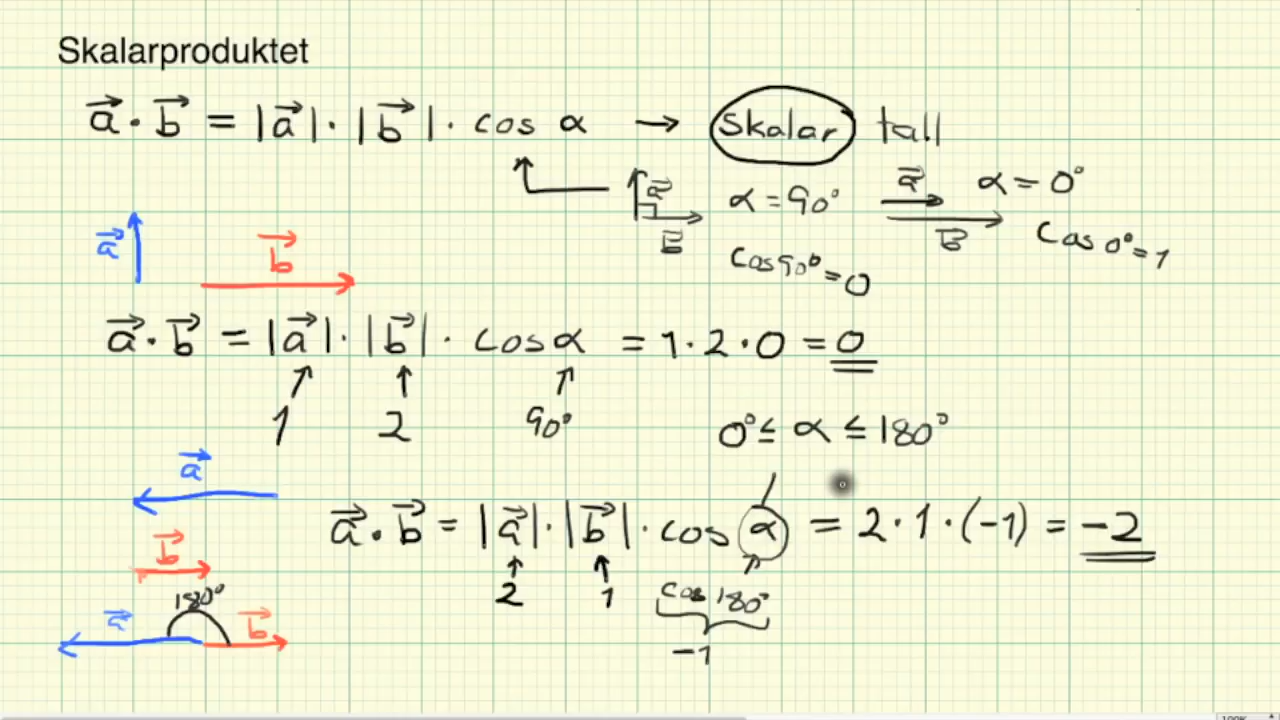 Skalarproduktet
a⃗ · b⃗ = |a⃗| · |b⃗| · cos α → Skalar tall
a⃗ b⃗ α = 90° a⃗ b⃗ α = 0°
cos 90° = 0 cos 0° = 1
a⃗ b⃗
a⃗ · b⃗ = |a⃗| · |b⃗| · cos α = 1 · 2 · 0 = 0
1 2 90°
0° ≤ α ≤ 180°
a⃗
a⃗ · b⃗ = |a⃗| · |b⃗| · cos α = 2 · 1 · (-1) = -2
b⃗
2 1 cos 180°
-1
180°
a⃗ b⃗
100%